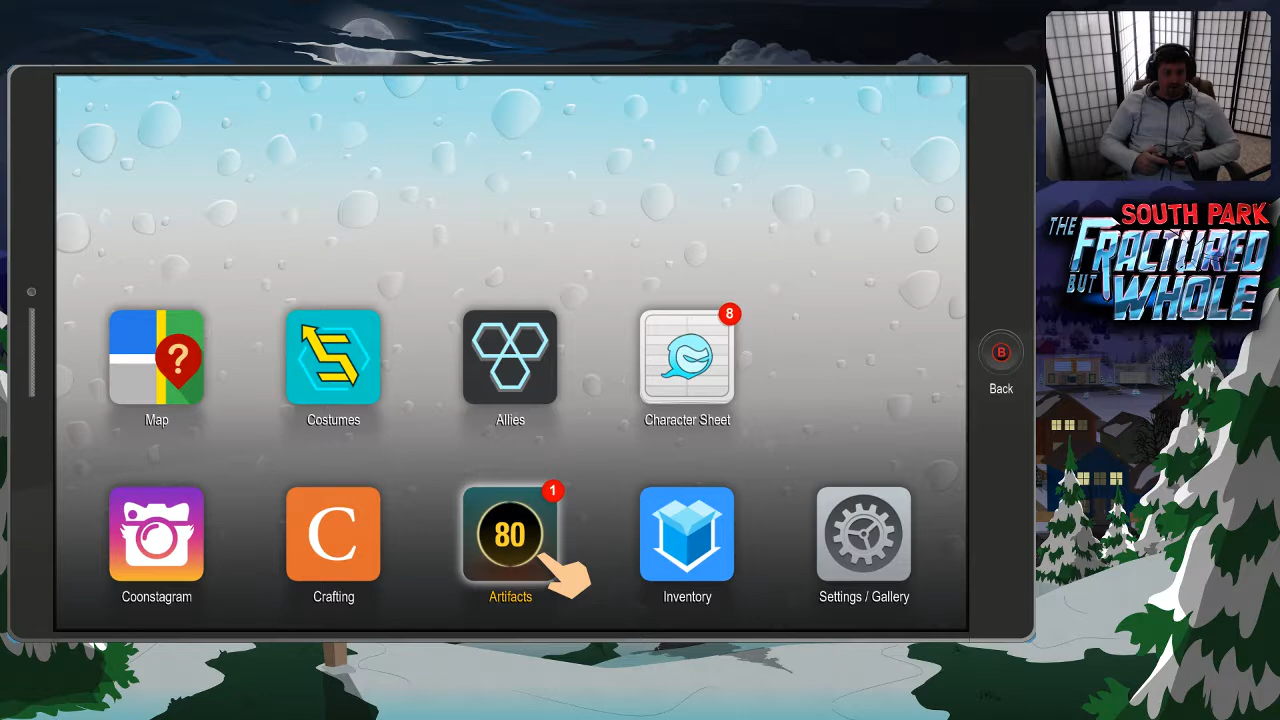 SOUTH PARK
THE FRACTURED
BUT WHOLE
?
8
Map
Costumes
Allies
Character Sheet
B
Back
C
80
1
Coonstagram
Crafting
Artifacts
Inventory
Settings / Gallery